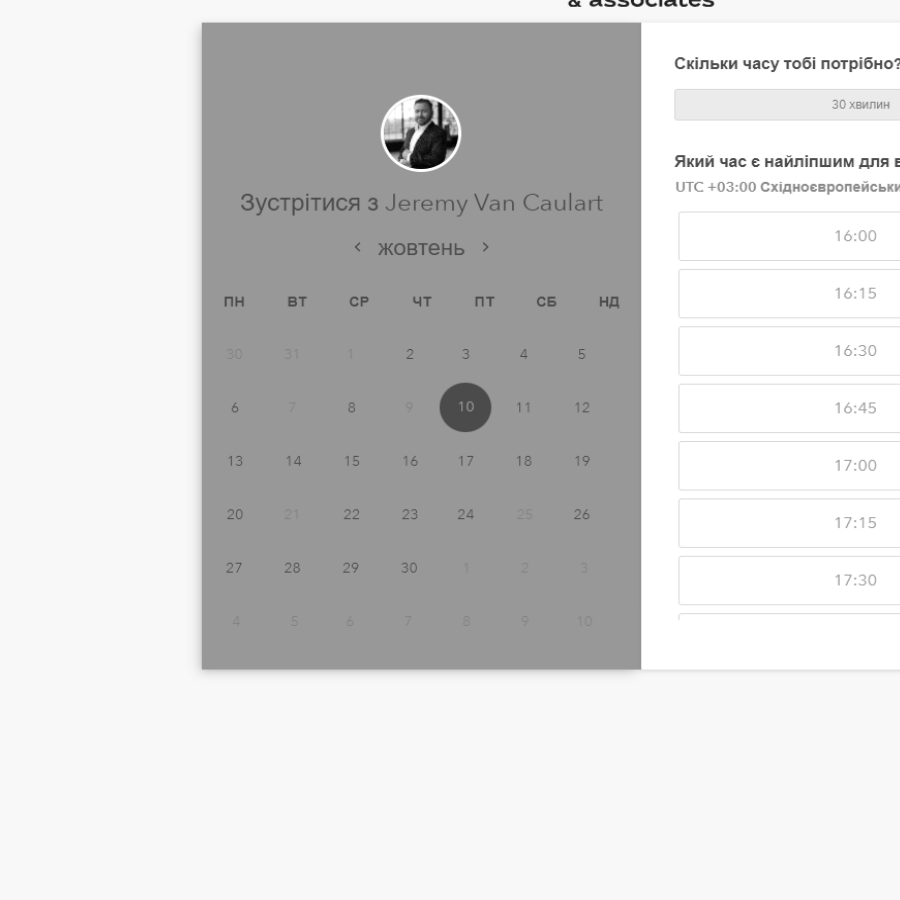 & associates
Зустрітися з Jeremy Van Caulart
‹ жовтень ›
ПН ВТ СР ЧТ ПТ СБ НД
30 31 1 2 3 4 5
6 7 8 9 10 11 12
13 14 15 16 17 18 19
20 21 22 23 24 25 26
27 28 29 30 1 2 3
4 5 6 7 8 9 10
Скільки часу тобі потрібно?
30 хвилин
Який час є найліпшим для в
UTC +03:00 Східноєвропейськи
16:00
16:15
16:30
16:45
17:00
17:15
17:30